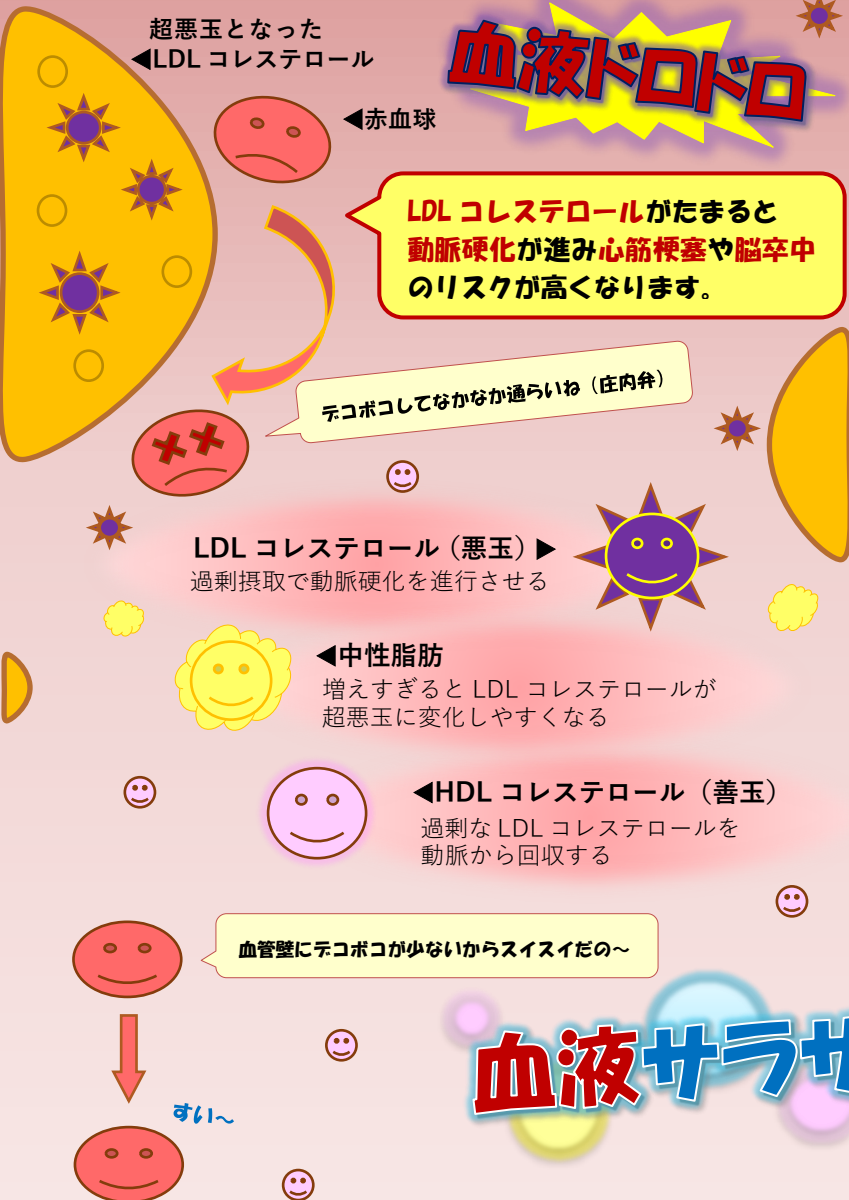 超悪玉となった
◀LDL コレステロール
血液ドロドロ
◀赤血球
LDL コレステロールがたまると
動脈硬化が進み心筋梗塞や脳卒中
のリスクが高くなります。
デコボコしてなかなか通らいね（庄内弁）
LDL コレステロール（悪玉）▶
過剰摂取で動脈硬化を進行させる
◀中性脂肪
増えすぎると LDL コレステロールが
超悪玉に変化しやすくなる
◀HDL コレステロール（善玉）
過剰な LDL コレステロールを
動脈から回収する
血管壁にデコボコが少ないからスイスイだの～
血液サラサ
すい～